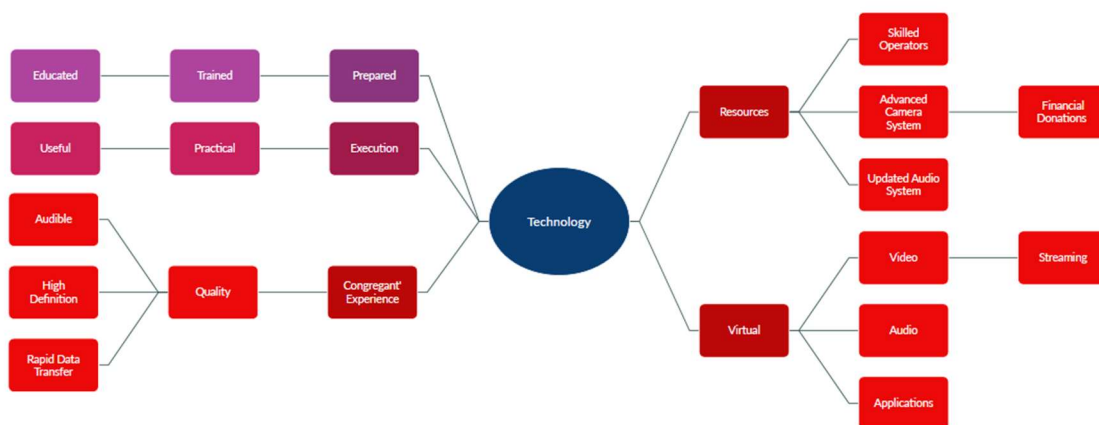 Educated
Trained
Prepared
Useful
Practical
Execution
Audible
High
Definition
Rapid Data
Transfer
Quality
Congregant'
Experience
Technology
Resources
Skilled
Operators
Advanced
Camera
System
Financial
Donations
Updated Audio
System
Virtual
Video
Streaming
Audio
Applications